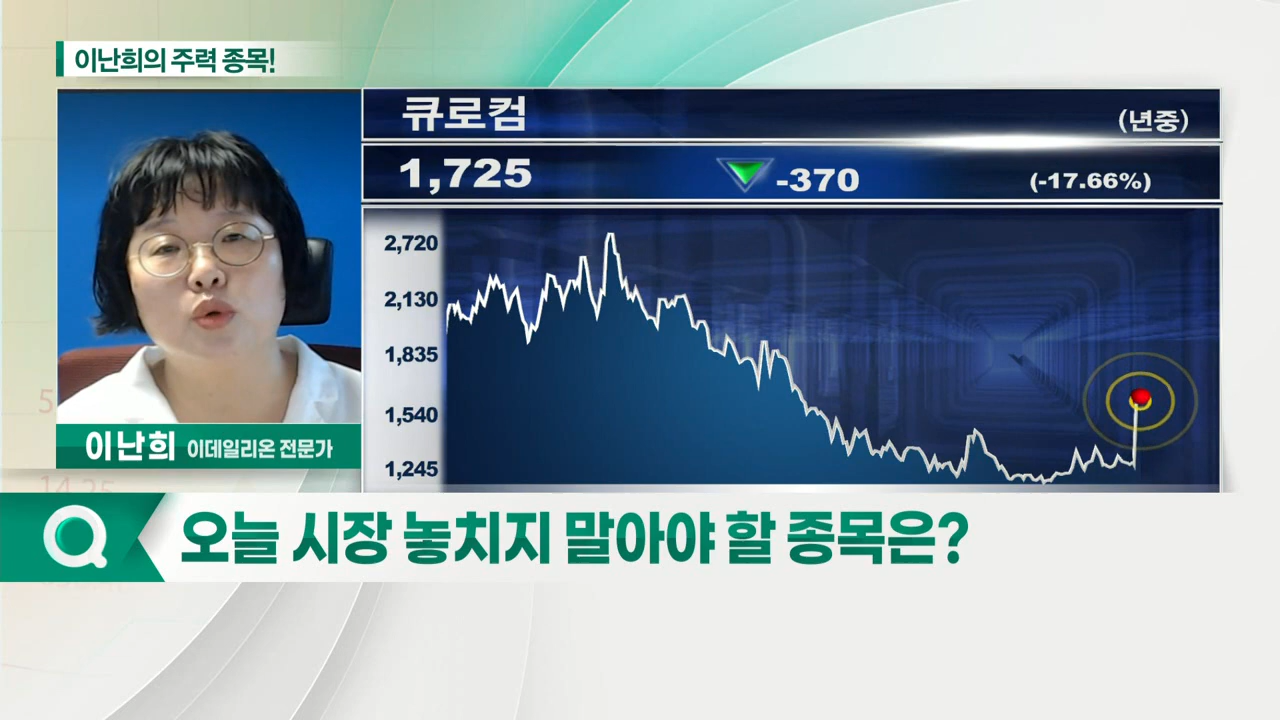 이난희의 주력 종목!
큐로컴
(년중)
1,725
-370
(-17.66%)
2,720
2,130
1,835
1,540
1,245
이난희 이데일리온 전문가
오늘 시장 놓치지 말아야 할 종목은?